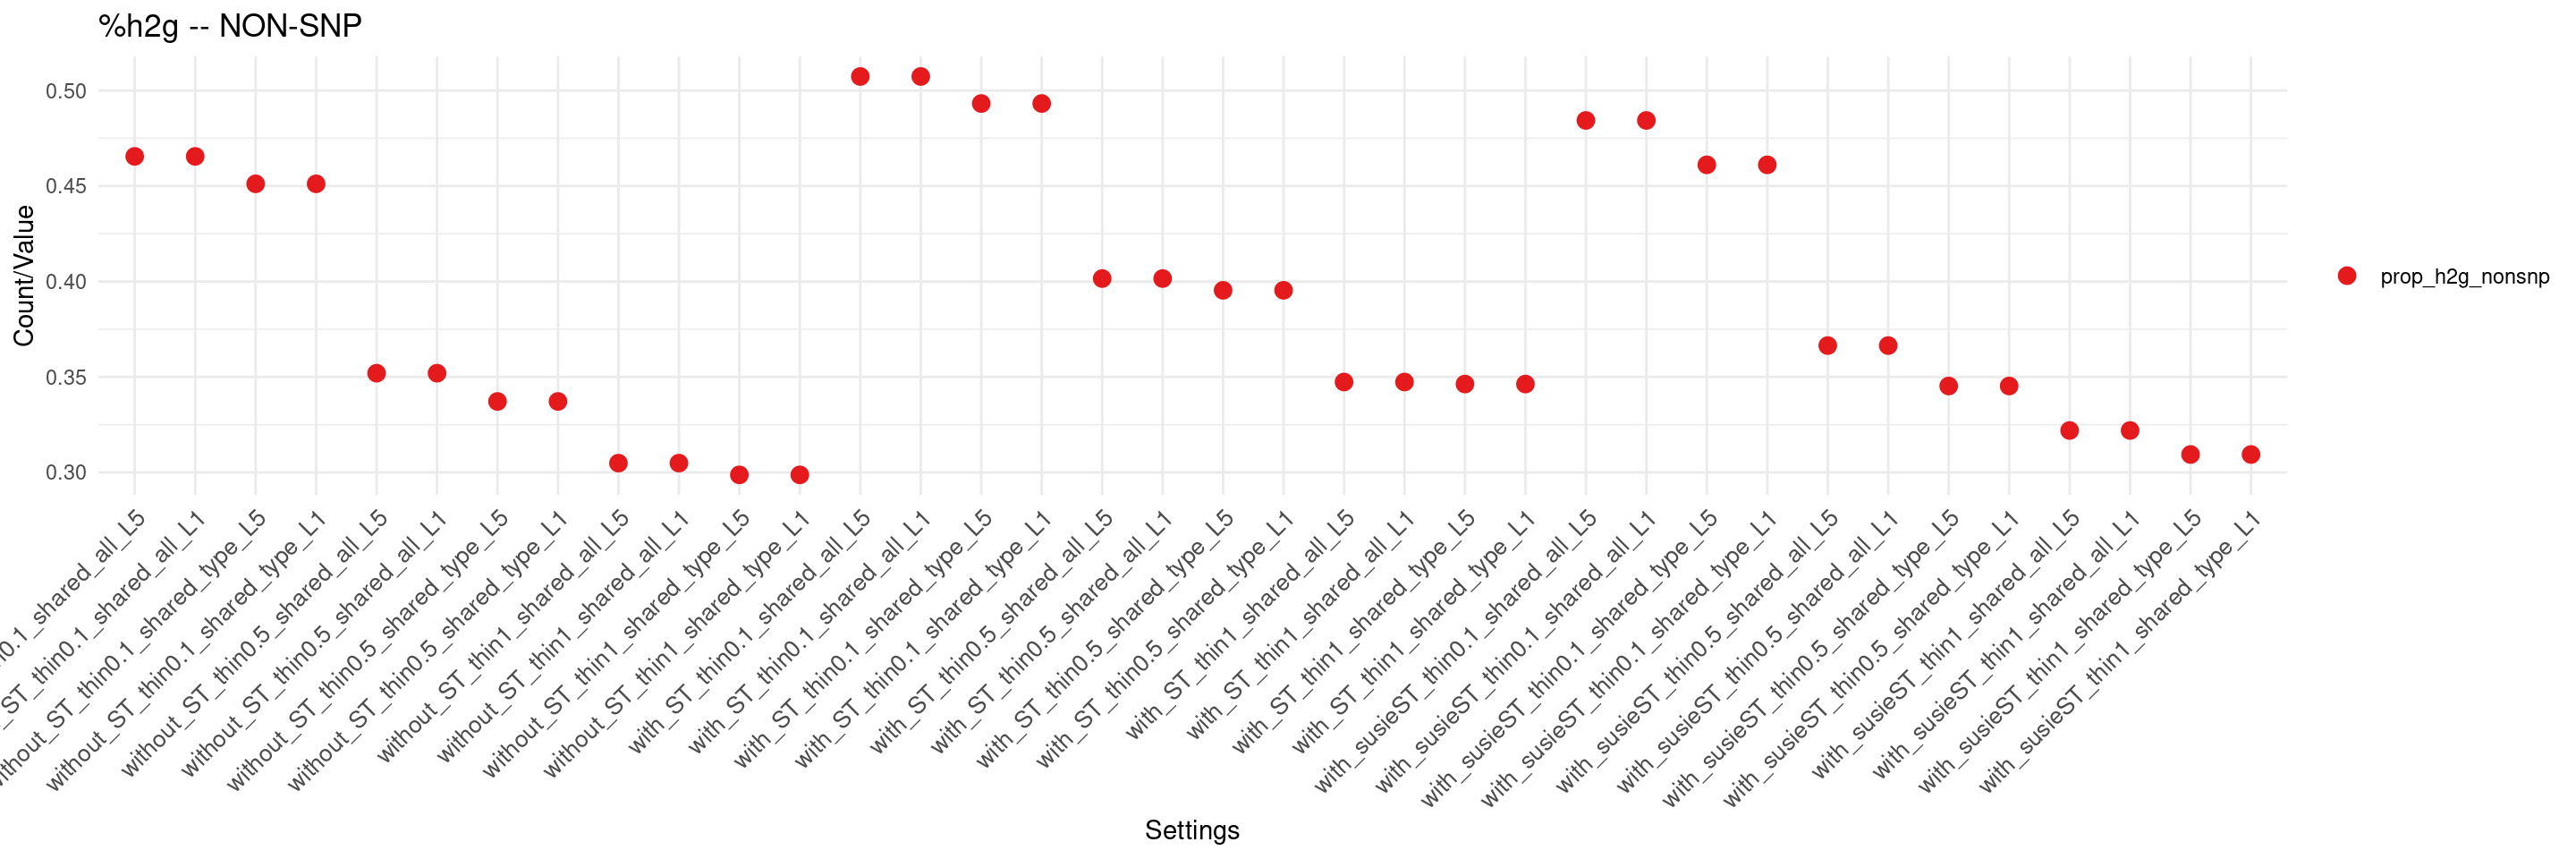 %h2g -- NON-SNP
Count/Value
0.50
0.45
0.40
0.35
0.30
prop_h2g_nonsnp
0.1_shared_all_L5
_ST_thin0.1_shared_all_L1
without_ST_thin0.1_shared_type_L5
without_ST_thin0.1_shared_type_L1
without_ST_thin0.5_shared_all_L5
without_ST_thin0.5_shared_all_L1
without_ST_thin0.5_shared_type_L5
without_ST_thin0.5_shared_type_L1
without_ST_thin1_shared_all_L5
without_ST_thin1_shared_all_L1
without_ST_thin1_shared_type_L5
without_ST_thin1_shared_type_L1
with_ST_thin0.1_shared_all_L5
with_ST_thin0.1_shared_all_L1
with_ST_thin0.1_shared_type_L5
with_ST_thin0.1_shared_type_L1
with_ST_thin0.5_shared_all_L5
with_ST_thin0.5_shared_all_L1
with_ST_thin0.5_shared_type_L5
with_ST_thin0.5_shared_type_L1
with_ST_thin1_shared_all_L5
with_ST_thin1_shared_all_L1
with_ST_thin1_shared_type_L5
with_ST_thin1_shared_type_L1
with_susieST_thin0.1_shared_all_L5
with_susieST_thin0.1_shared_all_L1
with_susieST_thin0.1_shared_type_L5
with_susieST_thin0.1_shared_type_L1
with_susieST_thin0.5_shared_all_L5
with_susieST_thin0.5_shared_all_L1
with_susieST_thin0.5_shared_type_L5
with_susieST_thin0.5_shared_type_L1
with_susieST_thin1_shared_all_L5
with_susieST_thin1_shared_all_L1
with_susieST_thin1_shared_type_L5
with_susieST_thin1_shared_type_L1
Settings